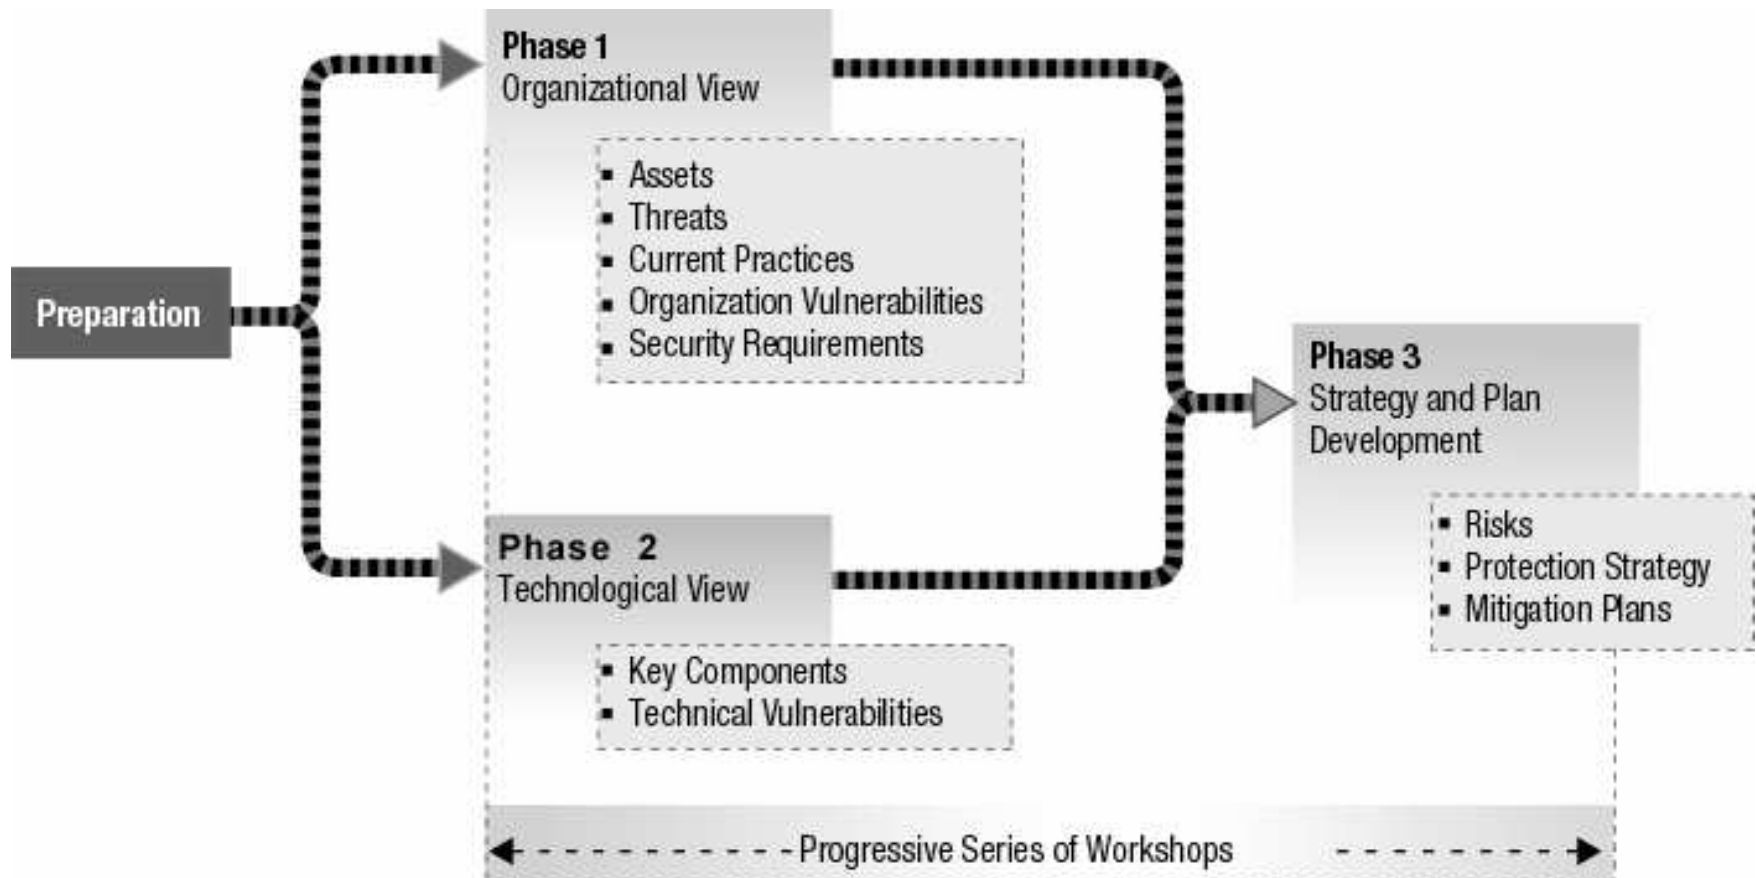 Phase 1
Organizational View
▪ Assets
▪ Threats
▪ Current Practices
▪ Organization Vulnerabilities
▪ Security Requirements
Preparation
Phase 2
Technological View
▪ Key Components
▪ Technical Vulnerabilities
Phase 3
Strategy and Plan
Development
▪ Risks
▪ Protection Strategy
▪ Mitigation Plans
Progressive Series of Workshops